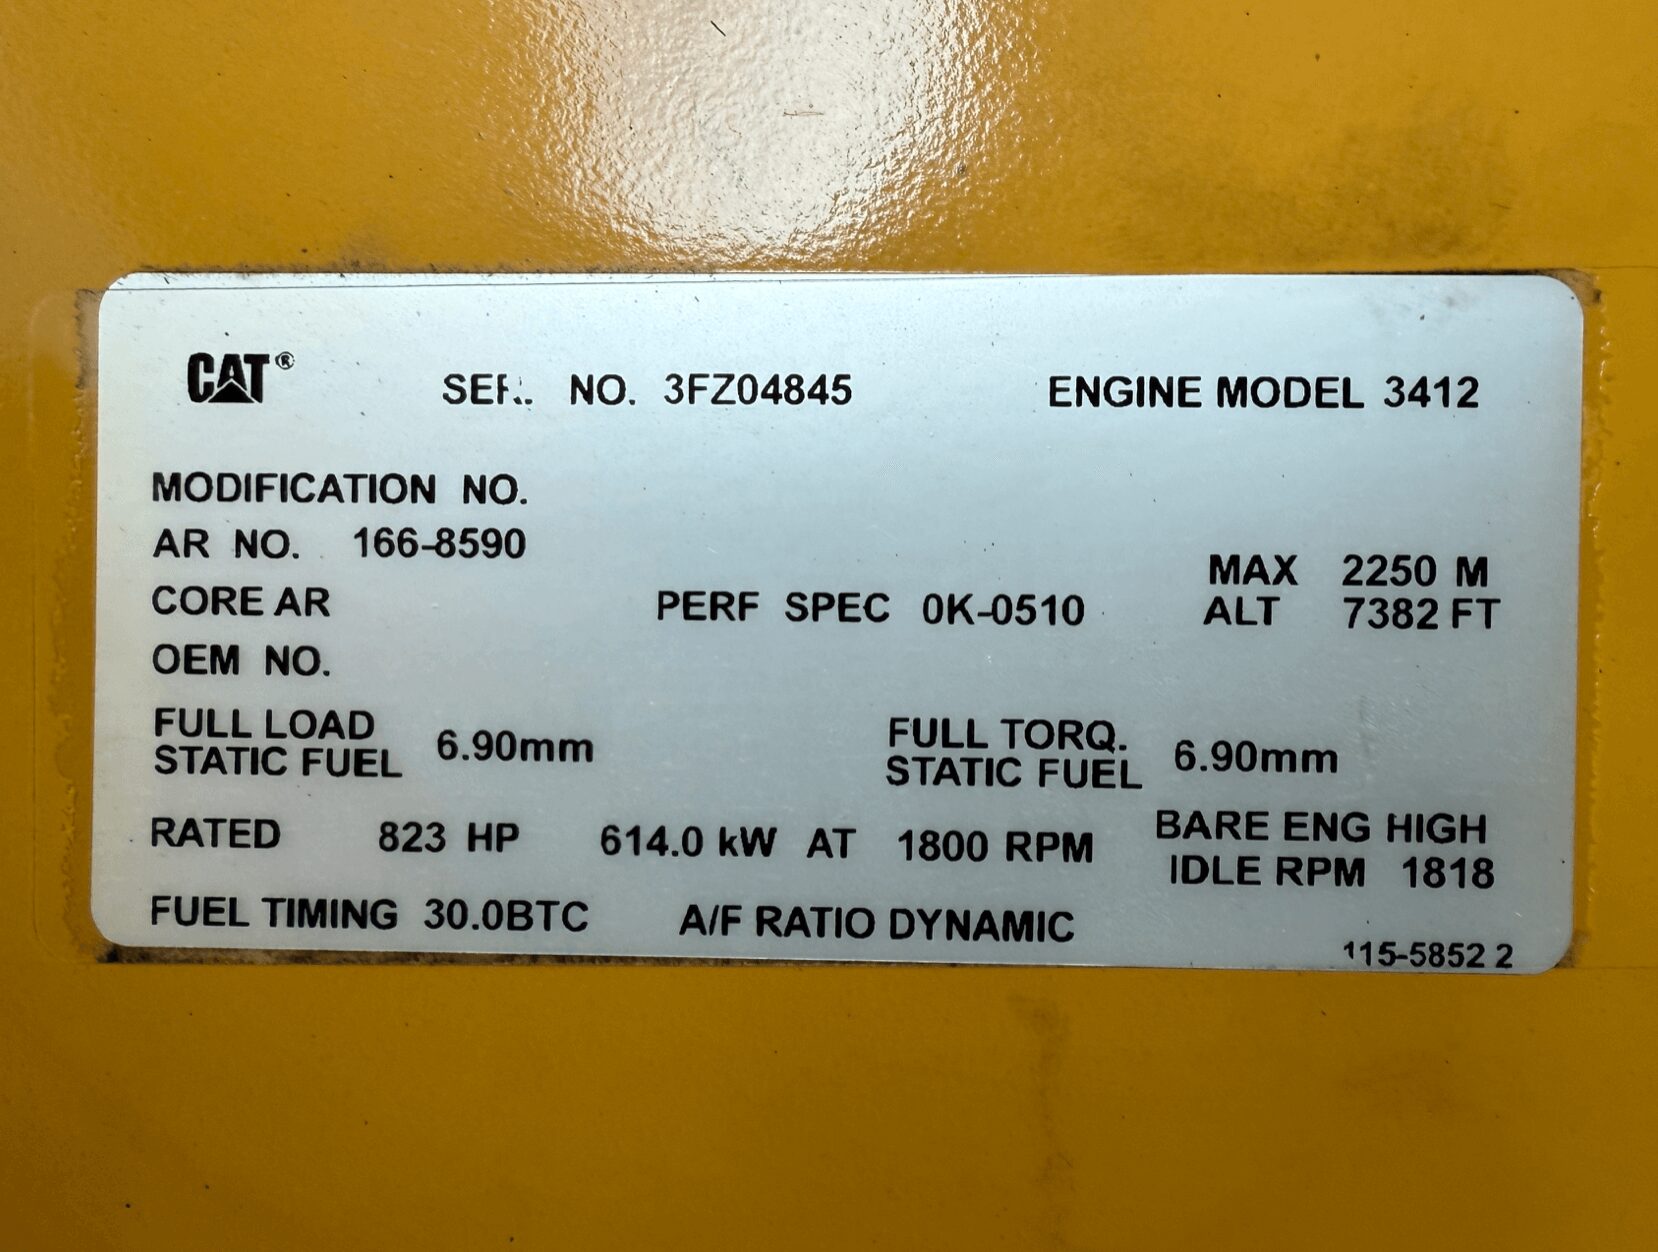 CAT® SER. NO. 3FZ04845 ENGINE MODEL 3412
MODIFICATION NO.
AR NO. 166-8590
CORE AR
PERF SPEC 0K-0510
MAX 2250 M
ALT 7382 FT
OEM NO.
FULL LOAD
STATIC FUEL 6.90mm
FULL TORQ.
STATIC FUEL 6.90mm
RATED 823 HP 614.0 kW AT 1800 RPM
BARE ENG HIGH
IDLE RPM 1818
FUEL TIMING 30.0BTC A/F RATIO DYNAMIC
115-5852 2